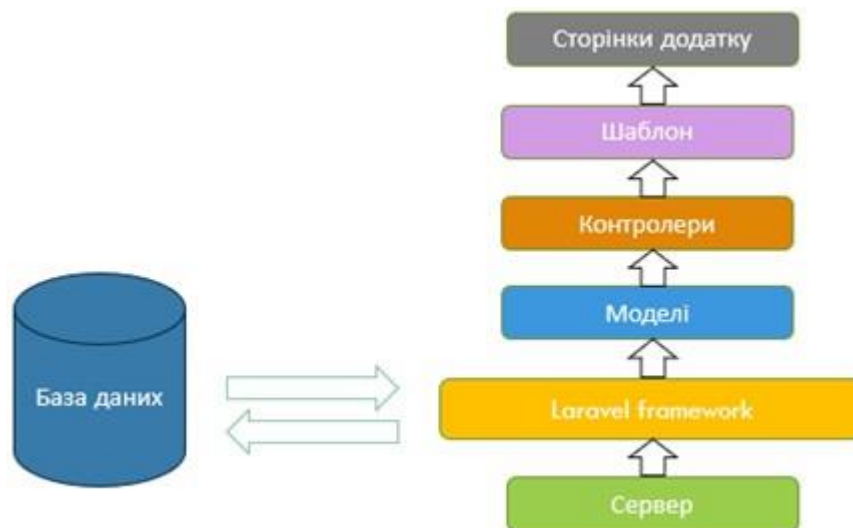 Сторінки додатку
Шаблон
Контролери
Моделі
База даних
Laravel framework
Сервер